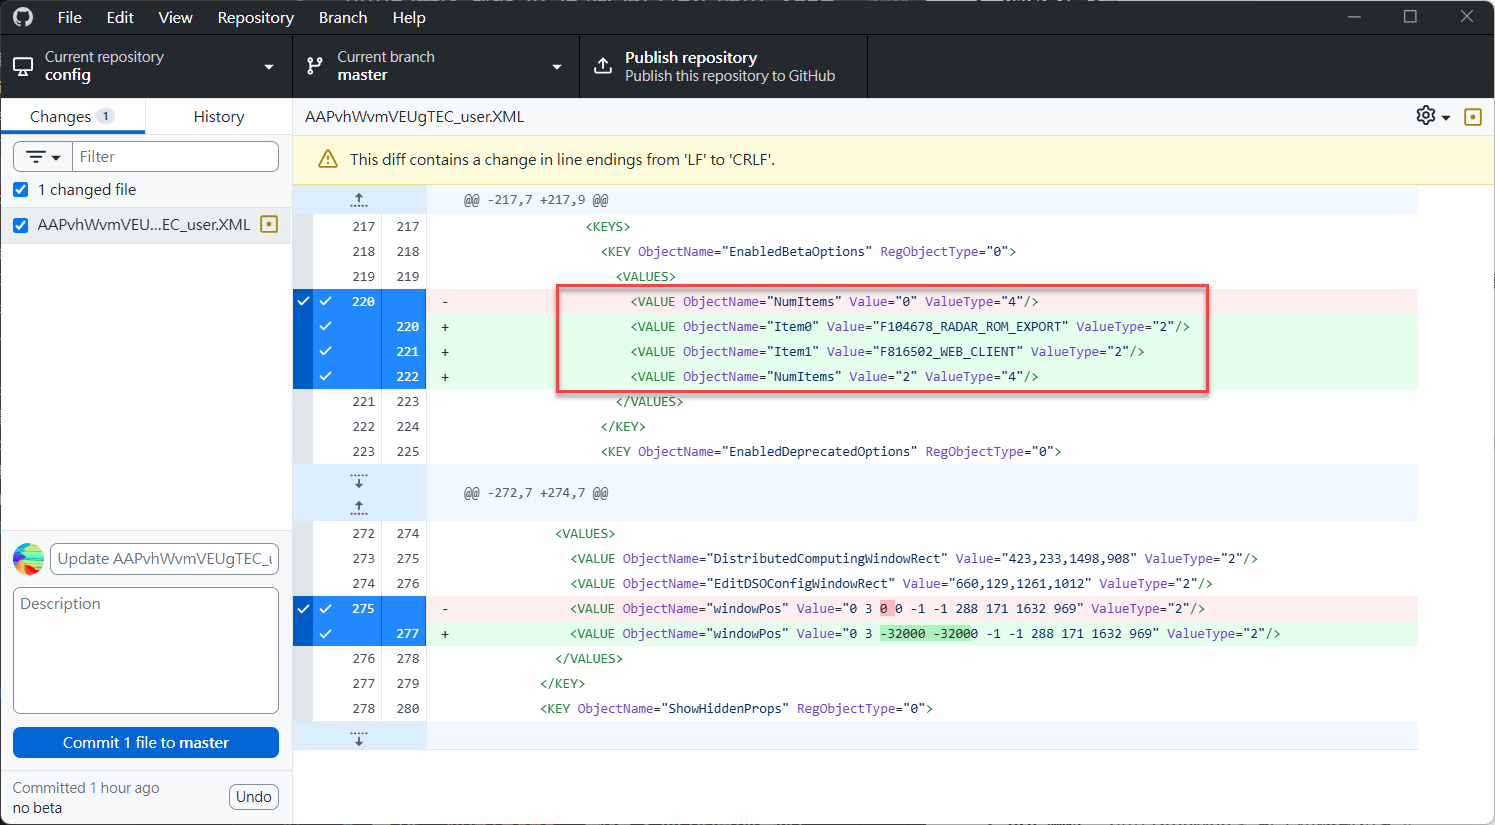 File Edit View Repository Branch Help
Current repository
config
Current branch
master
Publish repository
Publish this repository to GitHub
Changes 1 History
AAPvhWvmVEUgTEC_user.XML
Filter
1 changed file
AAPvhWvmVEU...EC_user.XML
This diff contains a change in line endings from 'LF' to 'CRLF'.
@@ -217,7 +217,9 @@
217 217 <KEYS>
218 218 <KEY ObjectName="EnabledBetaOptions" RegObjectType="0">
219 219 <VALUES>
220 - <VALUE ObjectName="NumItems" Value="0" ValueType="4"/>
220 + <VALUE ObjectName="Item0" Value="F104678_RADAR_ROM_EXPORT" ValueType="2"/>
221 + <VALUE ObjectName="Item1" Value="F816502_WEB_CLIENT" ValueType="2"/>
222 + <VALUE ObjectName="NumItems" Value="2" ValueType="4"/>
221 223 </VALUES>
222 224 </KEY>
223 225 <KEY ObjectName="EnabledDeprecatedOptions" RegObjectType="0">
@@ -272,7 +274,7 @@
272 274 <VALUES>
273 275 <VALUE ObjectName="DistributedComputingWindowRect" Value="423,233,1498,908" ValueType="2"/>
274 276 <VALUE ObjectName="EditDSOConfigWindowRect" Value="660,129,1261,1012" ValueType="2"/>
275 - <VALUE ObjectName="windowPos" Value="0 3 0 0 -1 -1 288 171 1632 969" ValueType="2"/>
277 + <VALUE ObjectName="windowPos" Value="0 3 -32000 -32000 -1 -1 288 171 1632 969" ValueType="2"/>
276 278 </VALUES>
277 279 </KEY>
278 280 <KEY ObjectName="ShowHiddenProps" RegObjectType="0">
Update AAPvhWvmVEUgTEC_u
Description
Commit 1 file to master
Committed 1 hour ago
no beta
Undo